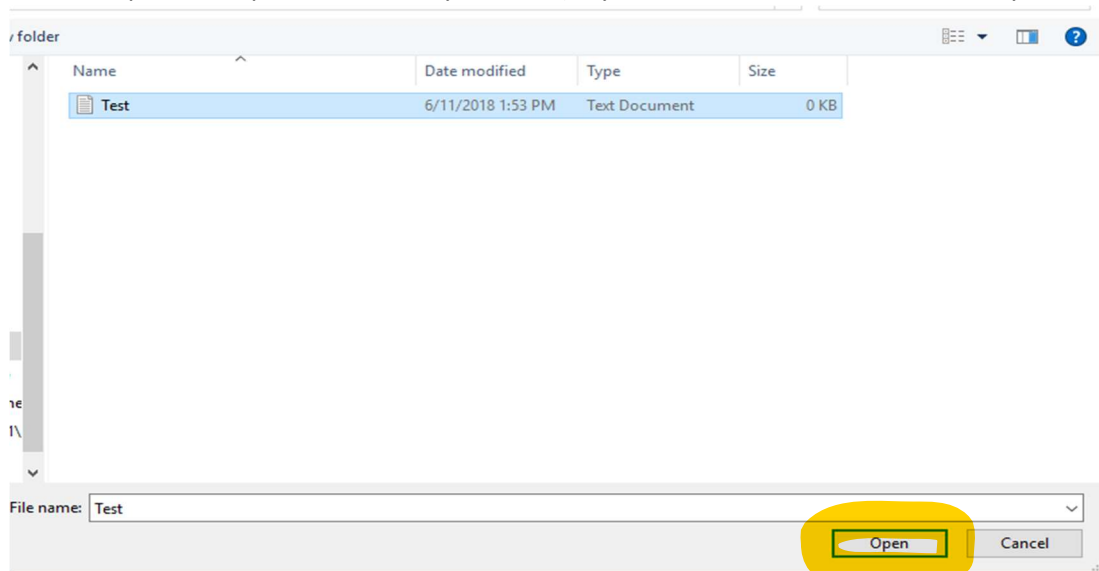 folder
Name Date modified Type Size
Test 6/11/2018 1:53 PM Text Document 0 KB
1\
File name: Test
Open Cancel